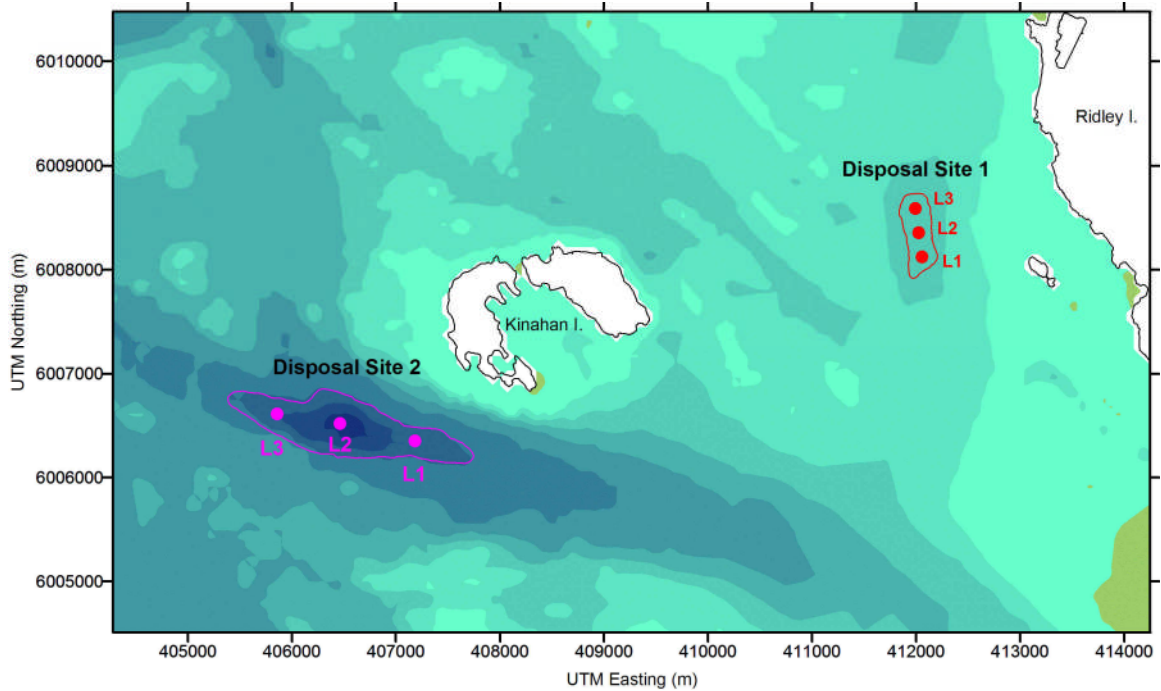 6010000
Ridley I.
6009000
Disposal Site 1
L3
L2
L1
6008000
Kinahan I.
UTM Northing (m)
6007000
Disposal Site 2
L3
L2
L1
6006000
6005000
405000 406000 407000 408000 409000 410000 411000 412000 413000 414000
UTM Easting (m)